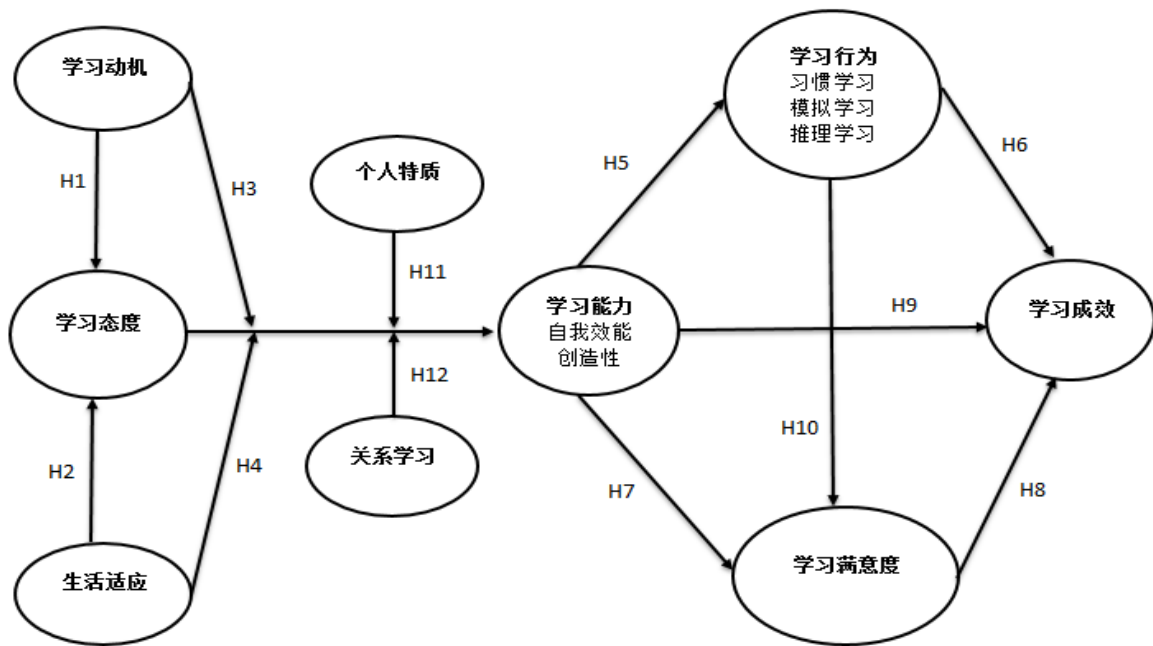 学习动机
H1
H3
学习态度
H2
H4
生活适应
个人特质
H11
H12
关系学习
学习能力
自我效能
创造性
H5
学习行为
习惯学习
模拟学习
推理学习
H6
H9
学习成效
H10
H7
H8
学习满意度